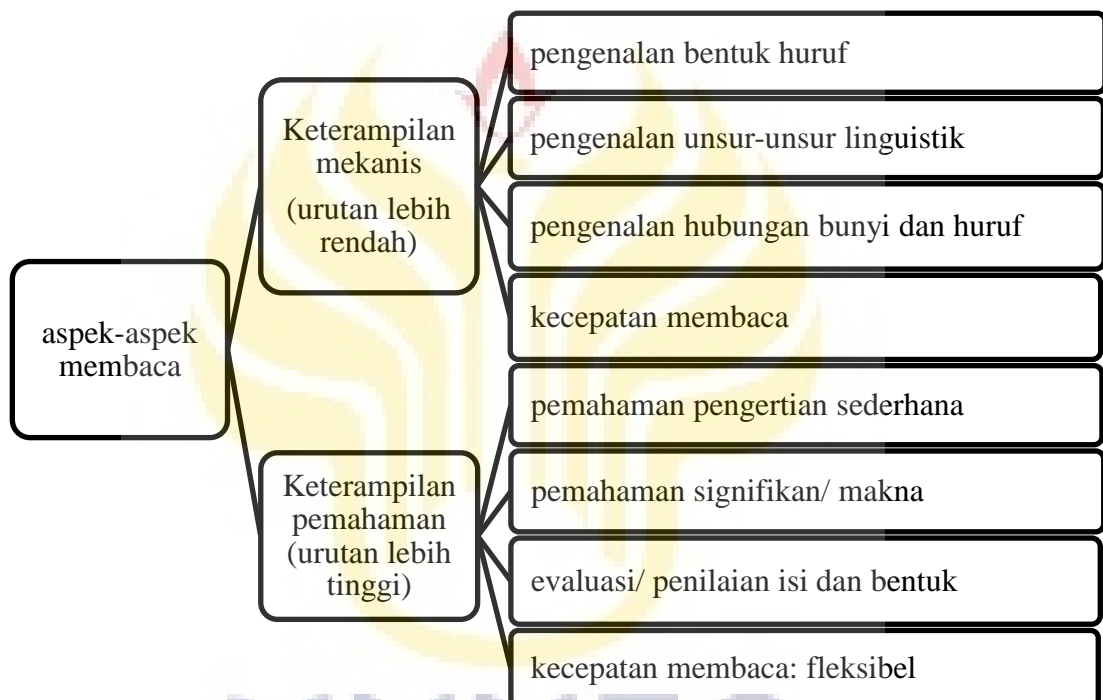 aspek-aspek
membaca
Keterampilan
mekanis
(urutan lebih
rendah)
pengenalan bentuk huruf
pengenalan unsur-unsur linguistik
pengenalan hubungan bunyi dan huruf
kecepatan membaca
Keterampilan
pemahaman
(urutan lebih
tinggi)
pemahaman pengertian sederhana
pemahaman signifikan/ makna
evaluasi/ penilaian isi dan bentuk
kecepatan membaca: fleksibel